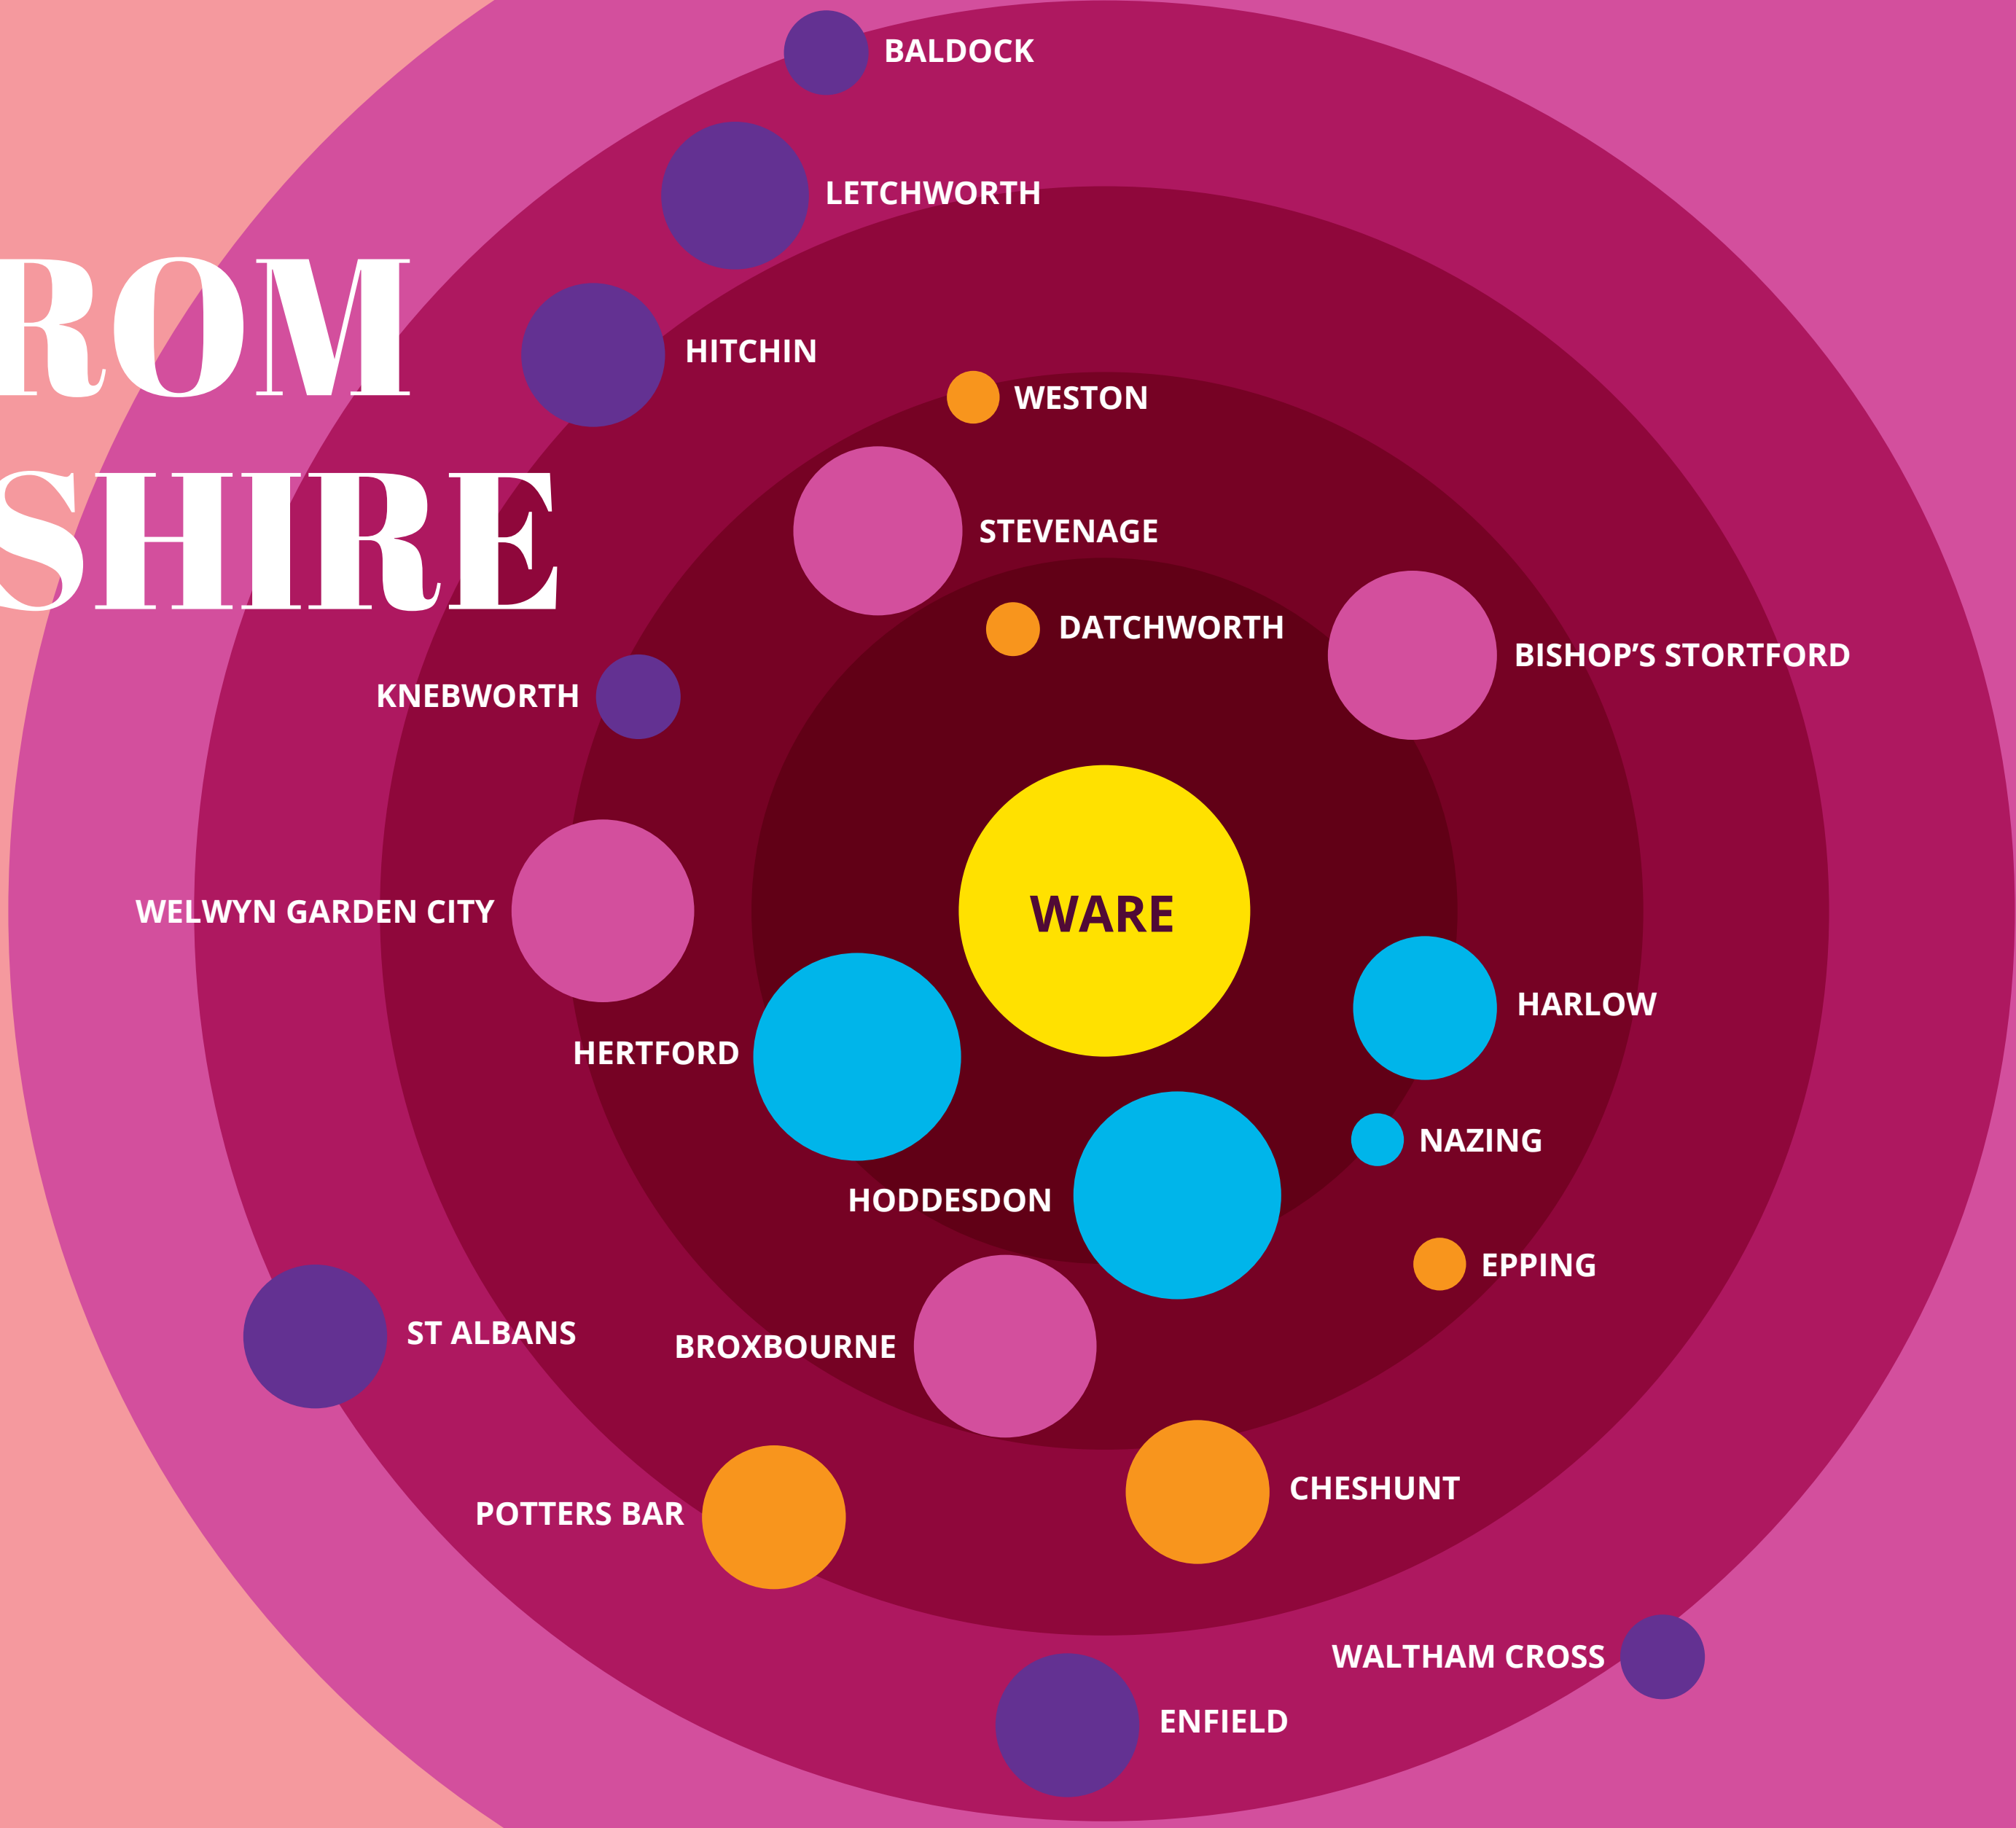 BALDOCK
LETCHWORTH
ROM
HITCHIN
WESTON
SHIRE
STEVENAGE
DATCHWORTH
BISHOP’S STORTFORD
KNEBWORTH
WARE
WELWYN GARDEN CITY
HARLOW
HERTFORD
NAZING
HODDESDON
EPPING
ST ALBANS
BROXBOURNE
CHESHUNT
POTTERS BAR
WALTHAM CROSS
ENFIELD